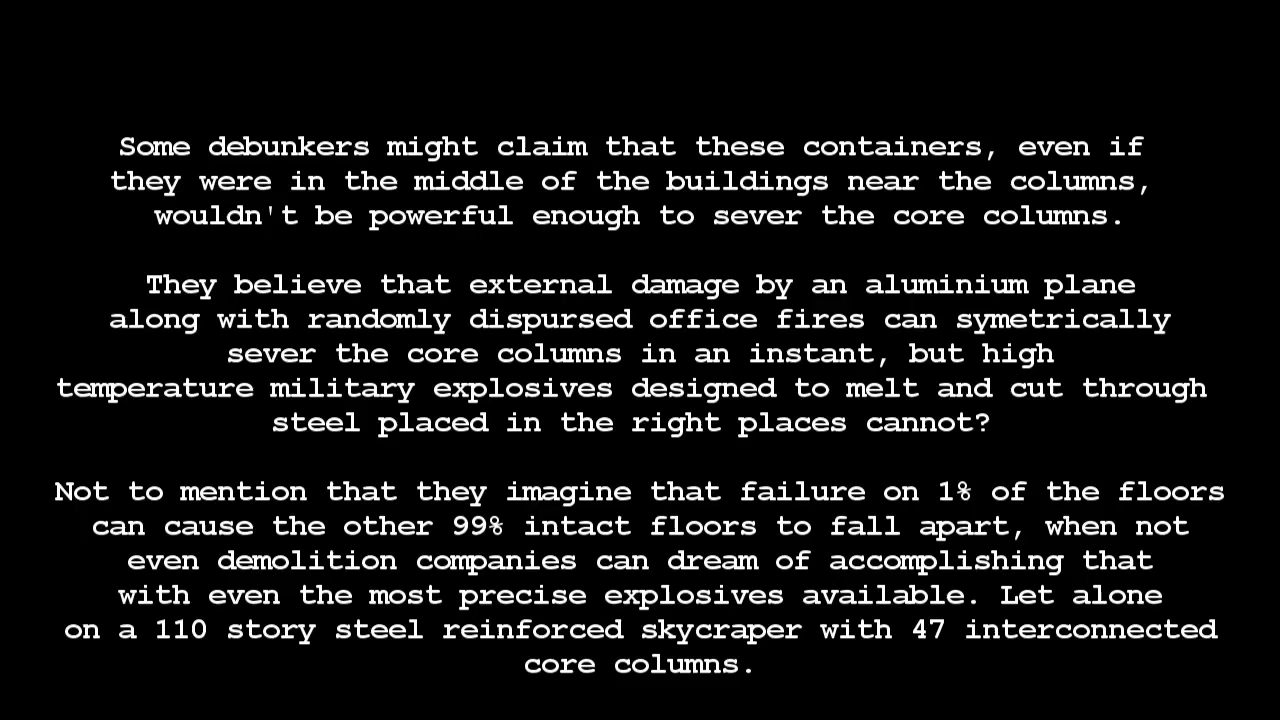 Some debunkers might claim that these containers, even if
they were in the middle of the buildings near the columns,
wouldn't be powerful enough to sever the core columns.
They believe that external damage by an aluminium plane
along with randomly dispursed office fires can symetrically
sever the core columns in an instant, but high
temperature military explosives designed to melt and cut through
steel placed in the right places cannot?
Not to mention that they imagine that failure on 1% of the floors
can cause the other 99% intact floors to fall apart, when not
even demolition companies can dream of accomplishing that
with even the most precise explosives available. Let alone
on a 110 story steel reinforced skycraper with 47 interconnected
core columns.